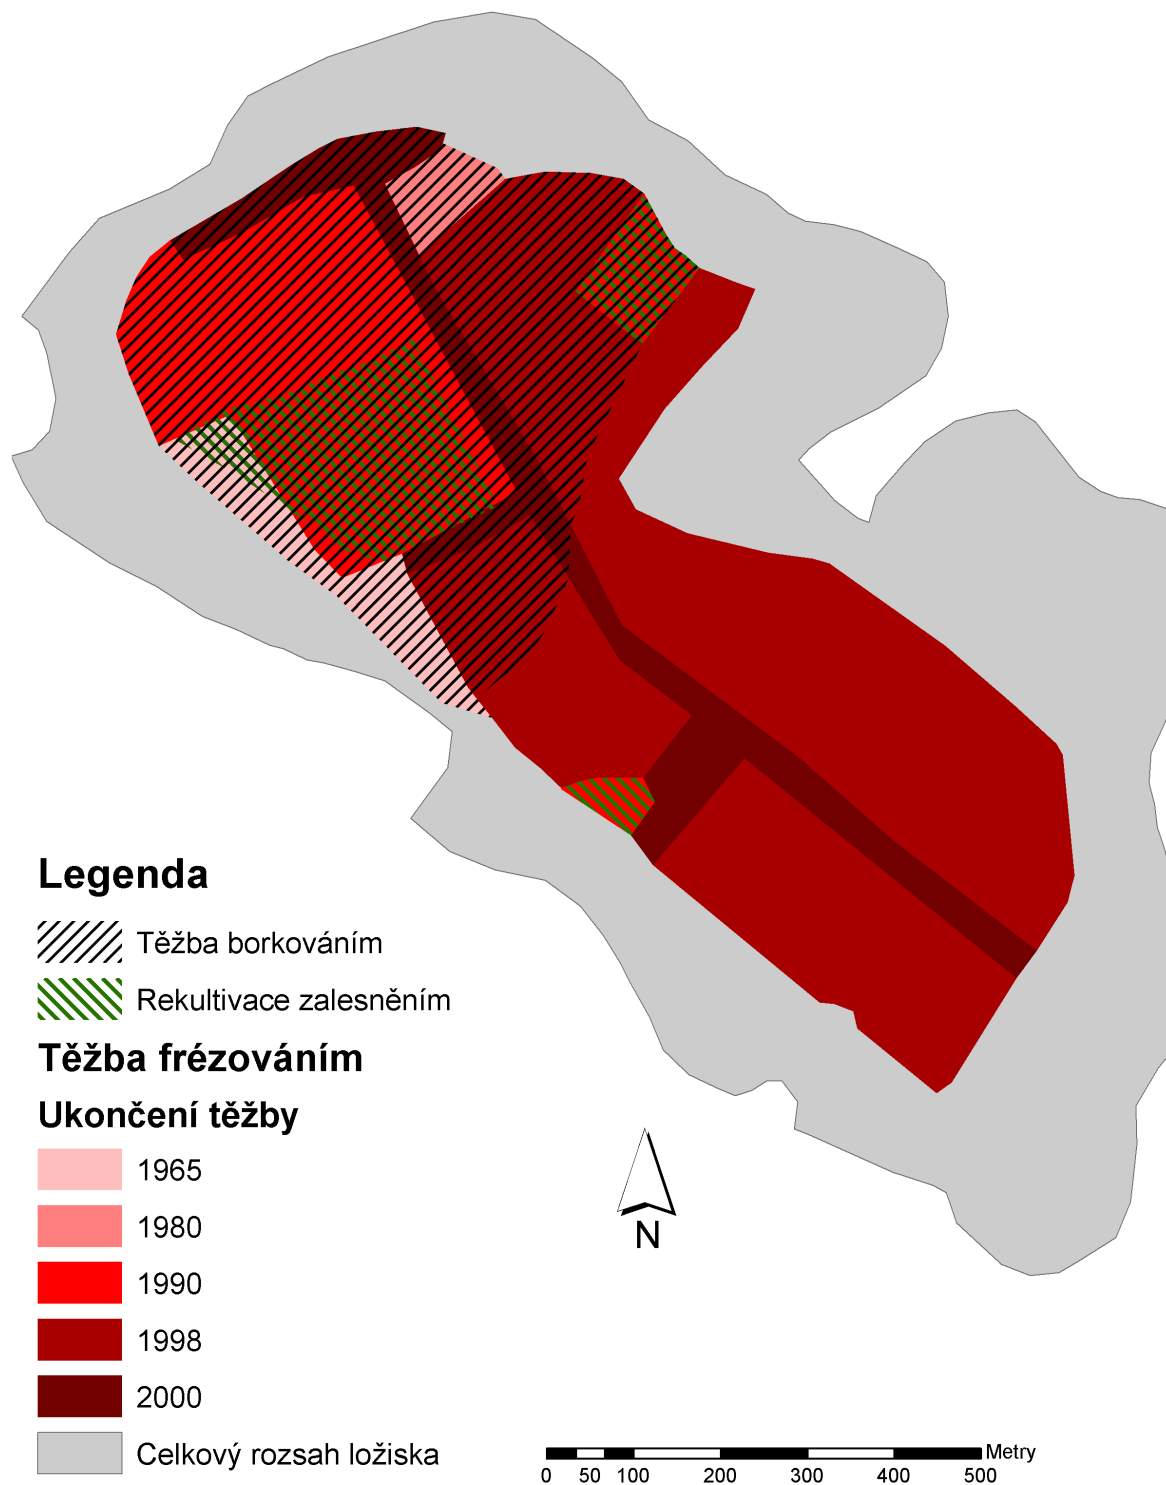 Legenda
Těžba borkováním
Rekultivace zalesněním
Těžba frézováním
Ukončení těžby
1965
1980
1990
1998
2000
Celkový rozsah ložiska
N
Metry
0 50 100 200 300 400 500